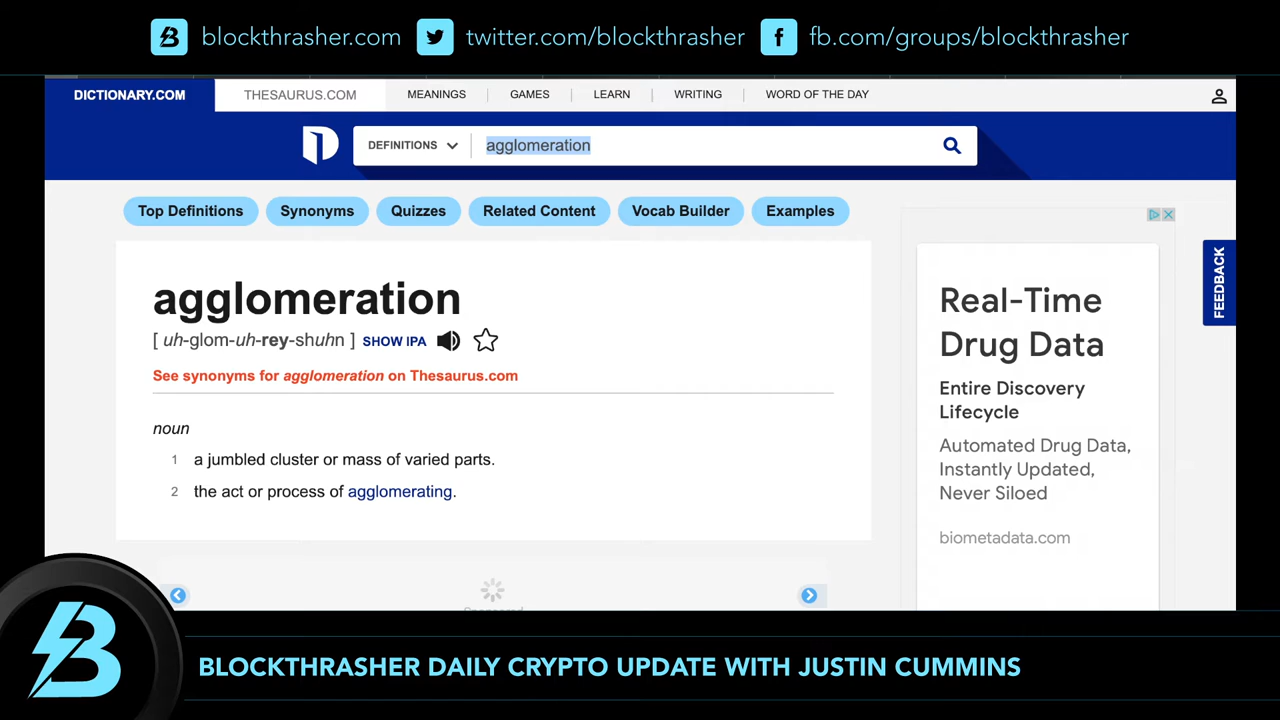 blockthrasher.com twitter.com/blockthrasher fb.com/groups/blockthrasher
DICTIONARY.COM THESAURUS.COM MEANINGS GAMES LEARN WRITING WORD OF THE DAY
DEFINITIONS agglomeration
Top Definitions Synonyms Quizzes Related Content Vocab Builder Examples
FEEDBACK
agglomeration
[ uh-glom-uh-rey-shuhn ] SHOW IPA
See synonyms for agglomeration on Thesaurus.com
noun
1 a jumbled cluster or mass of varied parts.
2 the act or process of agglomerating.
Real-Time
Drug Data
Entire Discovery
Lifecycle
Automated Drug Data,
Instantly Updated,
Never Siloed
biometadata.com
BLOCKTHRASHER DAILY CRYPTO UPDATE WITH JUSTIN CUMMINS